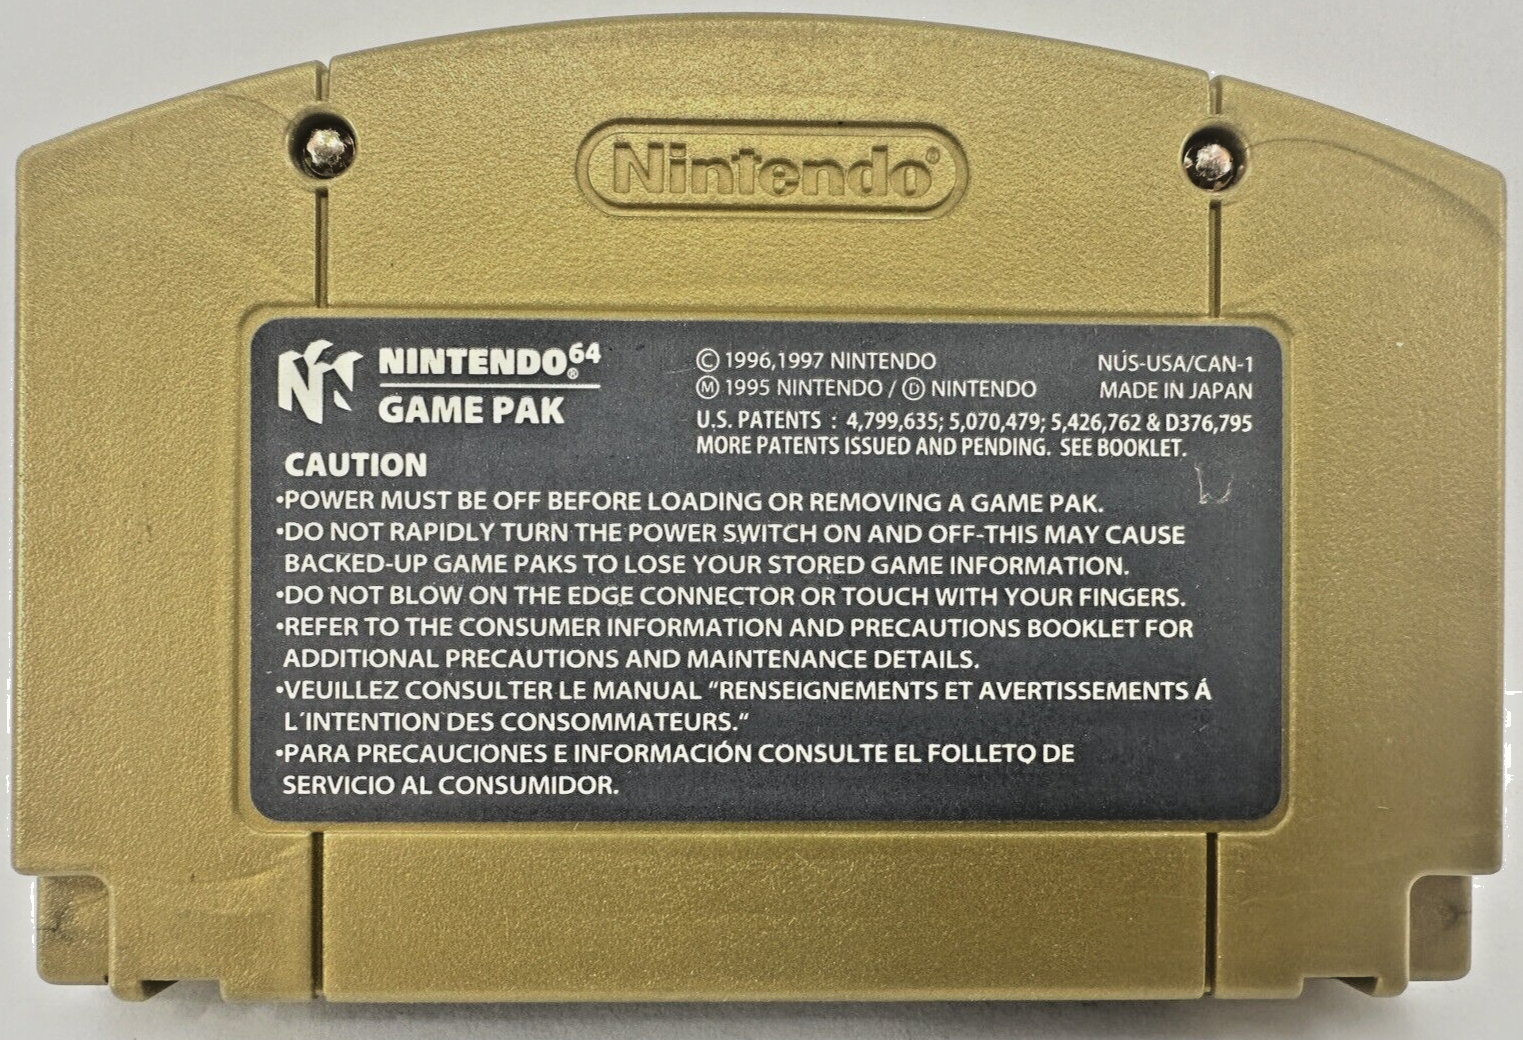 Nintendo®
NINTENDO⁶⁴®
GAME PAK
Ⓒ 1996,1997 NINTENDO
Ⓜ 1995 NINTENDO / Ⓓ NINTENDO
NUS-USA/CAN-1
MADE IN JAPAN
U.S. PATENTS : 4,799,635; 5,070,479; 5,426,762 & D376,795
MORE PATENTS ISSUED AND PENDING. SEE BOOKLET.
CAUTION
•POWER MUST BE OFF BEFORE LOADING OR REMOVING A GAME PAK.
•DO NOT RAPIDLY TURN THE POWER SWITCH ON AND OFF-THIS MAY CAUSE
BACKED-UP GAME PAKS TO LOSE YOUR STORED GAME INFORMATION.
•DO NOT BLOW ON THE EDGE CONNECTOR OR TOUCH WITH YOUR FINGERS.
•REFER TO THE CONSUMER INFORMATION AND PRECAUTIONS BOOKLET FOR
ADDITIONAL PRECAUTIONS AND MAINTENANCE DETAILS.
•VEUILLEZ CONSULTER LE MANUAL “RENSEIGNEMENTS ET AVERTISSEMENTS Á
L´INTENTION DES CONSOMMATEURS.“
•PARA PRECAUCIONES E INFORMACIÓN CONSULTE EL FOLLETO DE
SERVICIO AL CONSUMIDOR.